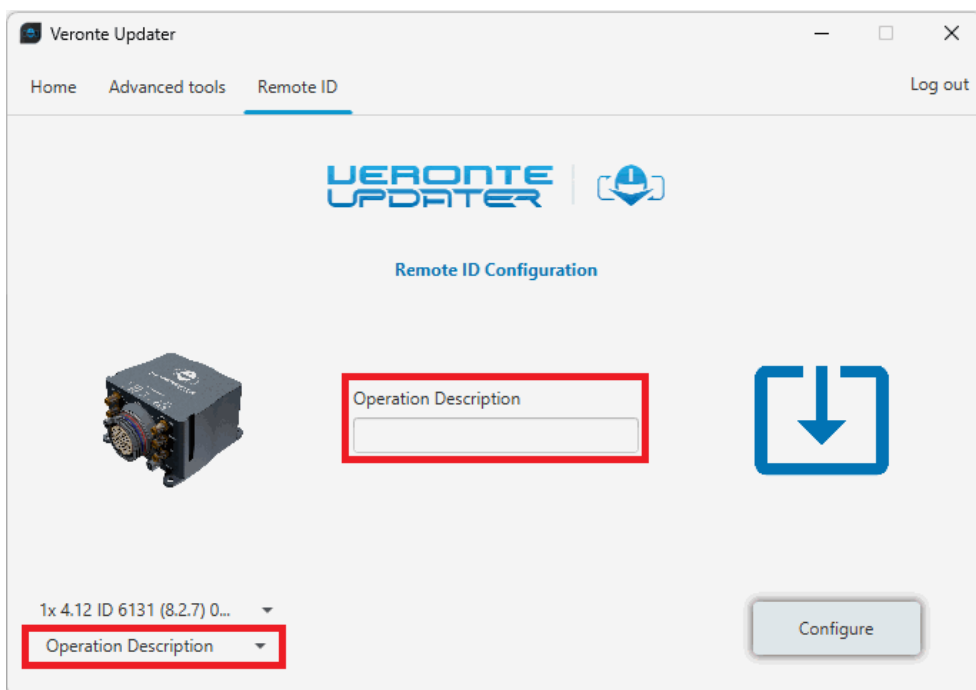 Veronte Updater
Home Advanced tools Remote ID Log out
VERONTE
UPDATER
Remote ID Configuration
Operation Description
1x 4.12 ID 6131 (8.2.7) 0...
Operation Description
Configure